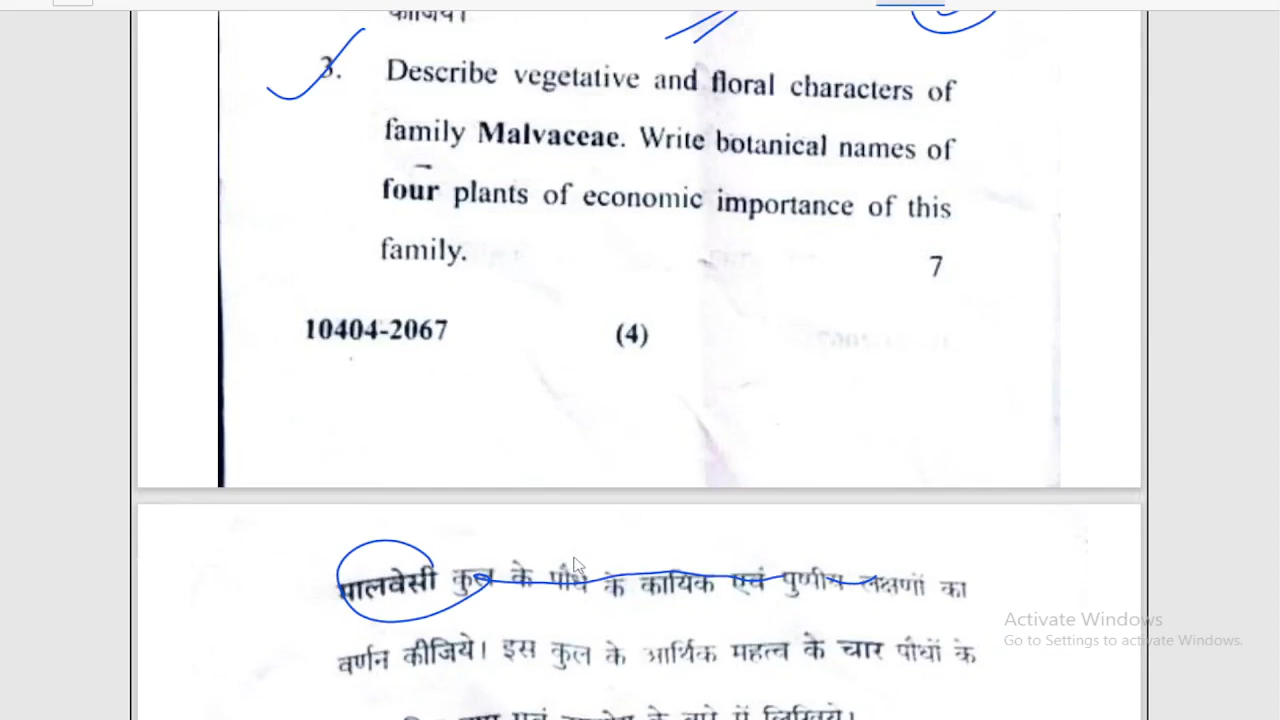 कीजिये।
3. Describe vegetative and floral characters of
family Malvaceae. Write botanical names of
four plants of economic importance of this
family. 7
10404-2067 (4)
मालवेसी कुल के पौधे के कायिक एवं पुष्पीय लक्षणों का
वर्णन कीजिये। इस कुल के आर्थिक महत्व के चार पौधों के
के बारे में लिखिये।
Activate Windows
Go to Settings to activate Windows.